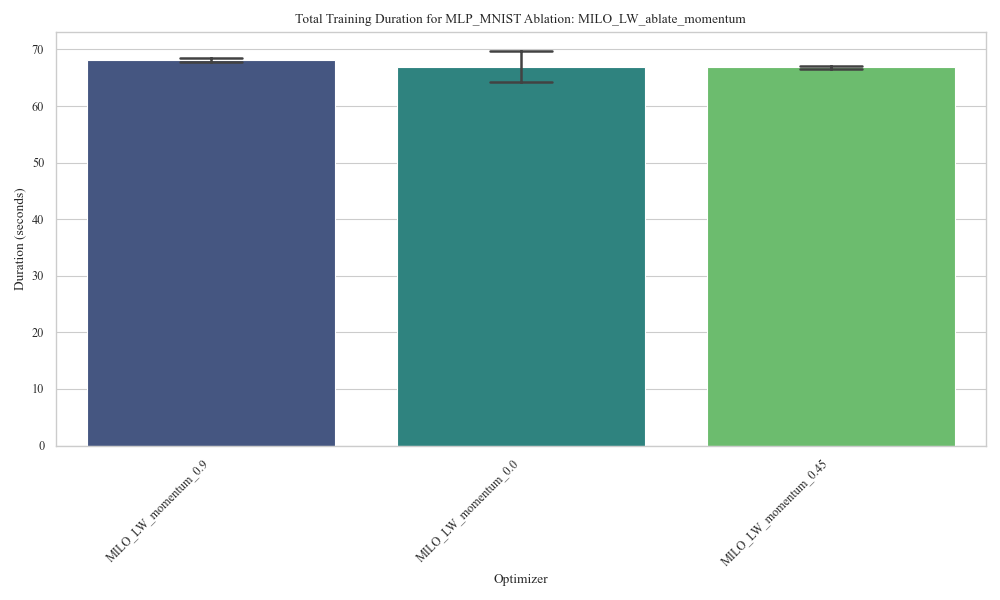 Total Training Duration for MLP_MNIST Ablation: MILO_LW_ablate_momentum
Duration (seconds)
70
60
50
40
30
20
10
0
MILO_LW_momentum_0.9
MILO_LW_momentum_0.0
MILO_LW_momentum_0.45
Optimizer